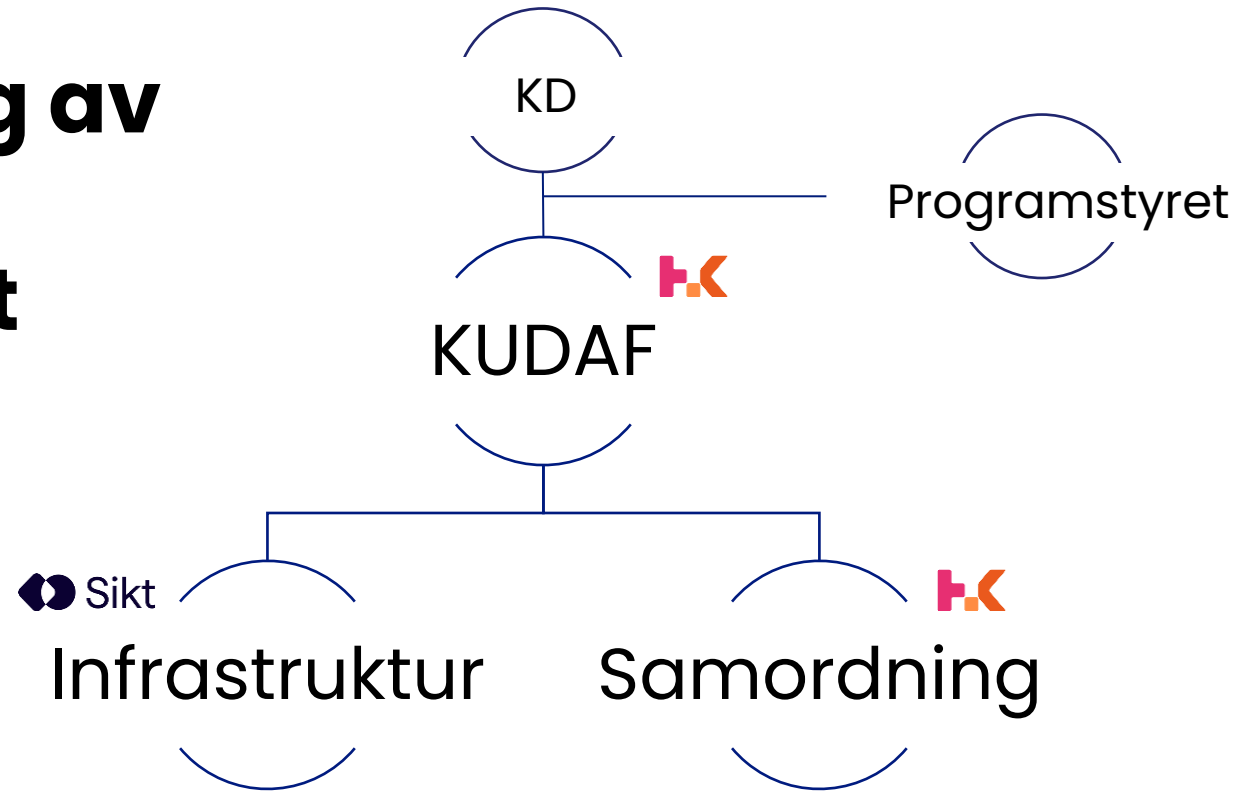 g av
t
KD
Programstyret
KUDAF
Sikt
Infrastruktur
Samordning